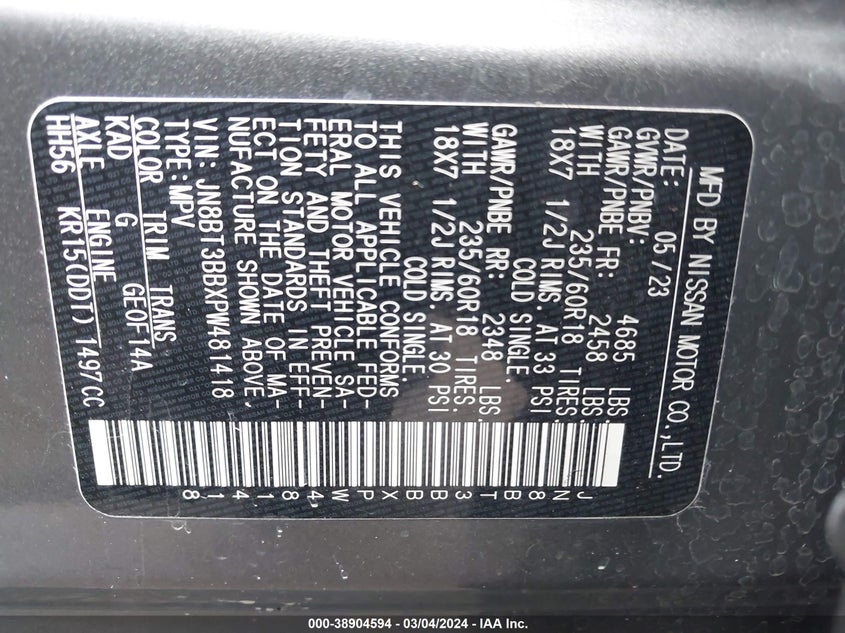 MFD BY NISSAN MOTOR CO.,LTD.
DATE: 05/23
GVWR/PNBV: 4685 LBS.
GAWR/PNBE FR: 2458 LBS.
WITH 235/60R18 TIRES:
18X7 1/2J RIMS. AT 33 PSI
COLD SINGLE.
GAWR/PNBE RR: 2348 LBS.
WITH 235/60R18 TIRES:
18X7 1/2J RIMS AT 30 PSI
COLD SINGLE
THIS VEHICLE CONFORMS
TO ALL APPLICABLE FED-
ERAL MOTOR VEHICLE SA-
FETY AND THEFT PREVEN-
TION STANDARDS IN EFF-
ECT ON THE DATE OF MA-
NUFACTURE SHOWN ABOVE.
VIN: JN8BT3BBXPW481418
TYPE:MPV
COLOR TRIM TRANS
KAD G GE0F14A
AXLE ENGINE
HH56 KR15(DDT) 1497CC
JN8BT3BBXPW481418
000-38904594 - 03/04/2024 - IAA Inc.